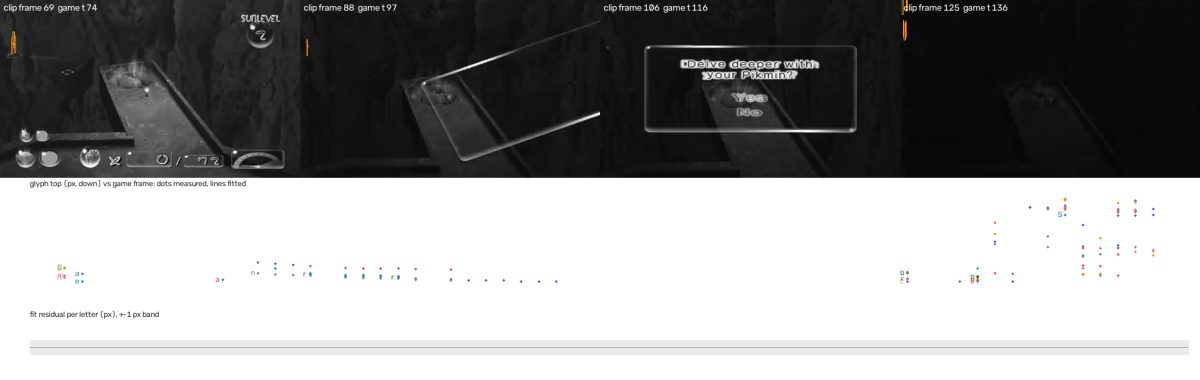 clip frame 69 game t 74
clip frame 88 game t 97
clip frame 106 game t 116
clip frame 125 game t 136
SUBLEVEL
2
Delve deeper with
your Pikmin?
Yes
No
x 0 / 72
glyph top (px, down) vs game frame: dots measured, lines fitted
G
a
e
a
n
r
r
S
b
fit residual per letter (px), +-1 px band